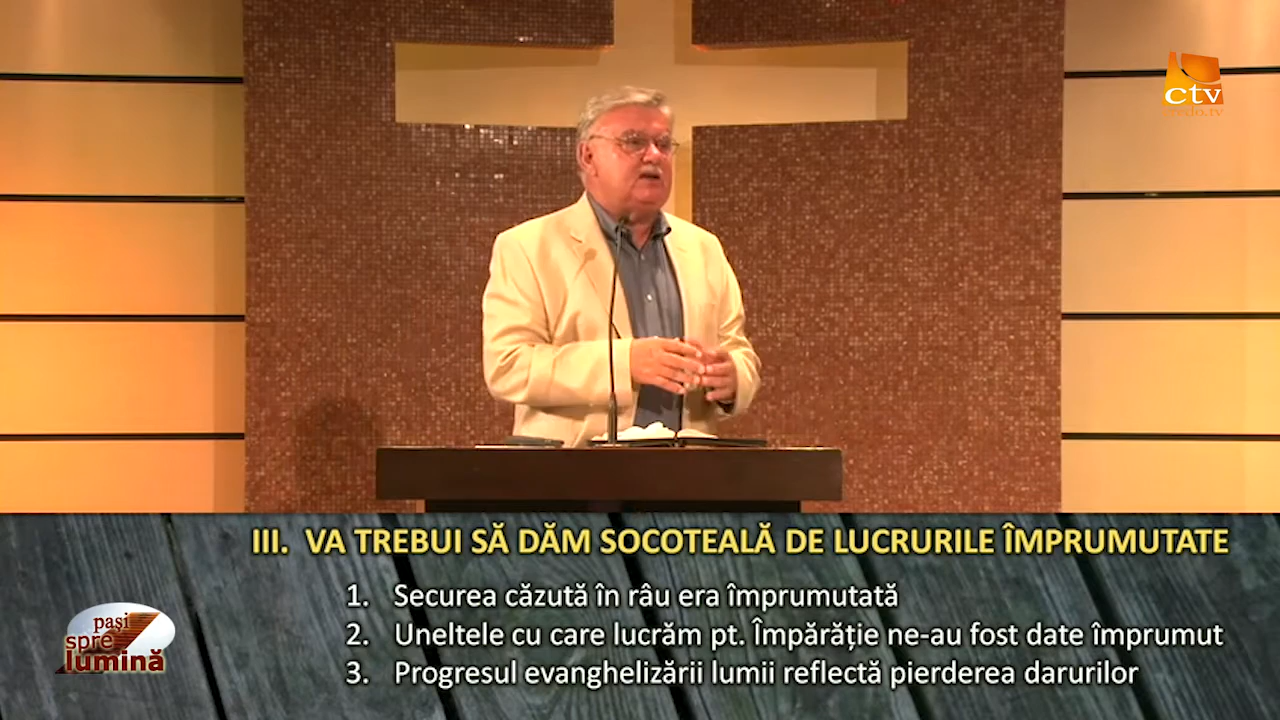 ctv
credo.tv
III. VA TREBUI SĂ DĂM SOCOTEALĂ DE LUCRURILE ÎMPRUMUTATE
1. Securea căzută în râu era împrumutată
2. Uneltele cu care lucrăm pt. Împărăție ne-au fost date împrumut
3. Progresul evanghelizării lumii reflectă pierderea darurilor
pași
spre
lumină